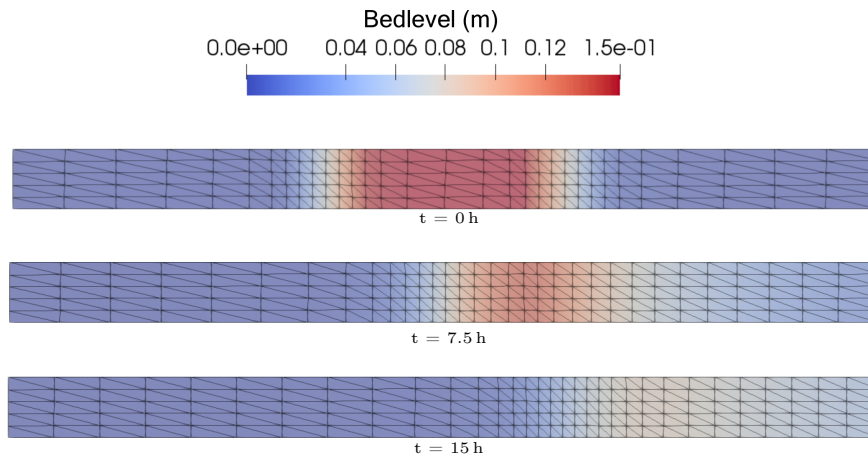 Bedlevel (m)
0.0e+00 0.04 0.06 0.08 0.1 0.12 1.5e-01
t = 0 h
t = 7.5 h
t = 15 h